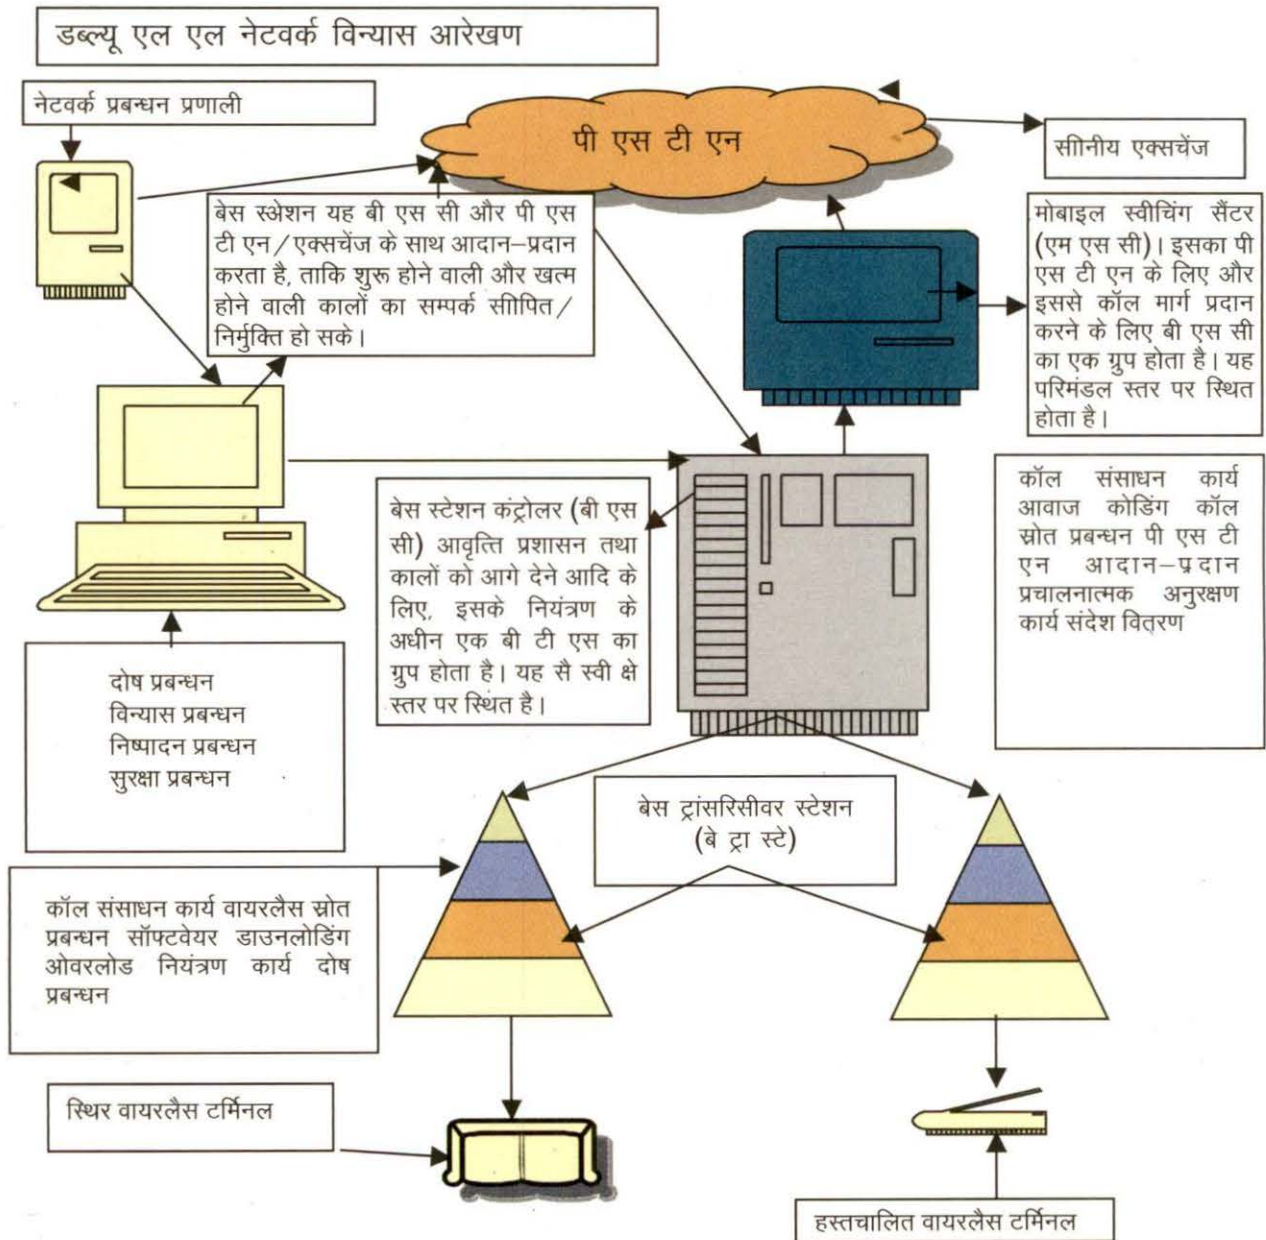 डब्ल्यू एल एल नेटवर्क विन्यास आरेखण
नेटवर्क प्रबन्धन प्रणाली
पी एस टी एन
साीनीय एक्सचेंज
बेस स्अेशन यह बी एस सी और पी एस
टी एन/एक्सचेंज के साथ आदान–प्रदान
करता है, ताकि शुरू होने वाली और खत्म
होने वाली कालों का सम्पर्क साीपित/
निर्मुक्ति हो सके।
मोबाइल स्वीचिंग सैंटर
(एम एस सी)। इसका पी
एस टी एन के लिए और
इससे कॉल मार्ग प्रदान
करने के लिए बी एस सी
का एक ग्रुप होता है। यह
परिमंडल स्तर पर स्थित
होता है।
बेस स्टेशन कंट्रोलर (बी एस
सी) आवृत्ति प्रशासन तथा
कालों को आगे देने आदि के
लिए, इसके नियंत्रण के
अधीन एक बी टी एस का
ग्रुप होता है। यह सै स्वी क्षे
स्तर पर स्थित है।
कॉल संसाधन कार्य
आवाज कोडिंग कॉल
स्रोत प्रबन्धन पी एस टी
एन आदान–प्रदान
प्रचालनात्मक अनुरक्षण
कार्य संदेश वितरण
दोष प्रबन्धन
विन्यास प्रबन्धन
निष्पादन प्रबन्धन
सुरक्षा प्रबन्धन
बेस ट्रांसरिसीवर स्टेशन
(बे ट्रा स्टे)
कॉल संसाधन कार्य वायरलैस स्रोत
प्रबन्धन सॉफ्टवेयर डाउनलोडिंग
ओवरलोड नियंत्रण कार्य दोष
प्रबन्धन
स्थिर वायरलैस टर्मिनल
हस्तचालित वायरलैस टर्मिनल